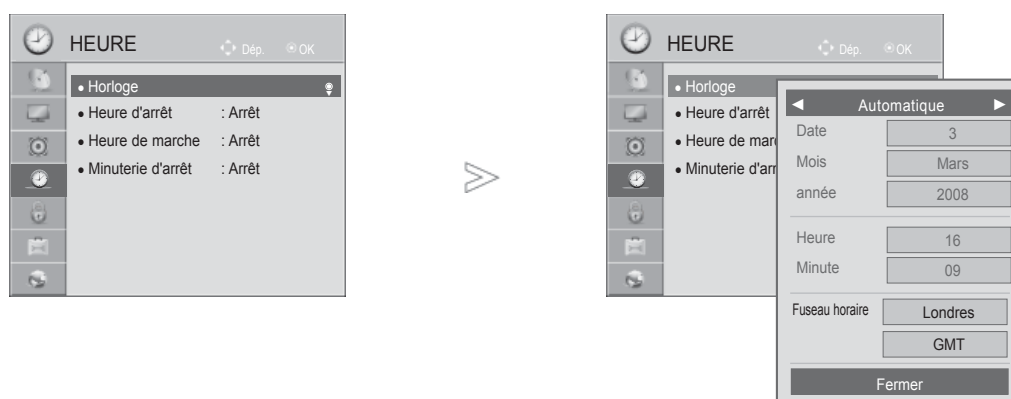 HEURE Dép. OK
• Horloge
• Heure d'arrêt : Arrêt
• Heure de marche : Arrêt
• Minuterie d'arrêt : Arrêt
HEURE Dép. OK
• Horloge
• Heure d'arrêt
• Heure de mar
• Minuterie d'arr
◄ Automatique ►
Date 3
Mois Mars
année 2008
Heure 16
Minute 09
Fuseau horaire Londres
GMT
Fermer